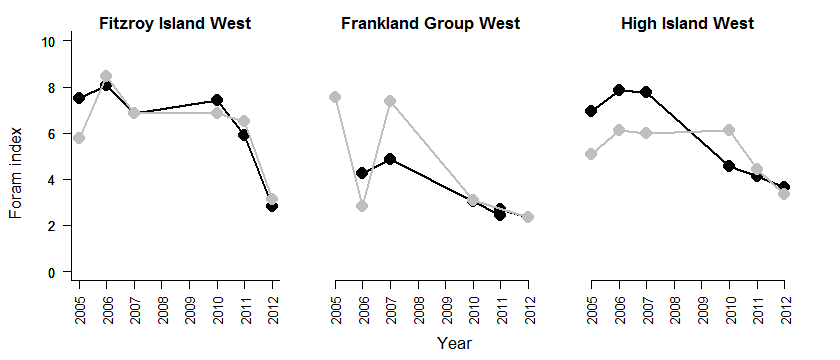 Fitzroy Island West
Frankland Group West
High Island West
Foram index
10
8
6
4
2
0
2005 2006 2007 2008 2009 2010 2011 2012
2005 2006 2007 2008 2009 2010 2011 2012
2005 2006 2007 2008 2009 2010 2011 2012
Year